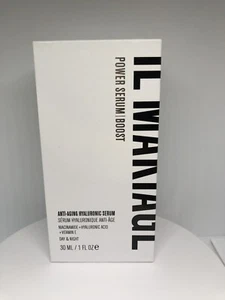 IL MAKIAGE
POWER SERUM | BOOST
ANTI-AGING HYALURONIC SERUM
SÉRUM HYALURONIQUE ANTI-ÂGE
NIACINAMIDE + HYALURONIC ACID
+ VITAMIN E
DAY & NIGHT
30 ML / 1 FL OZ ℮